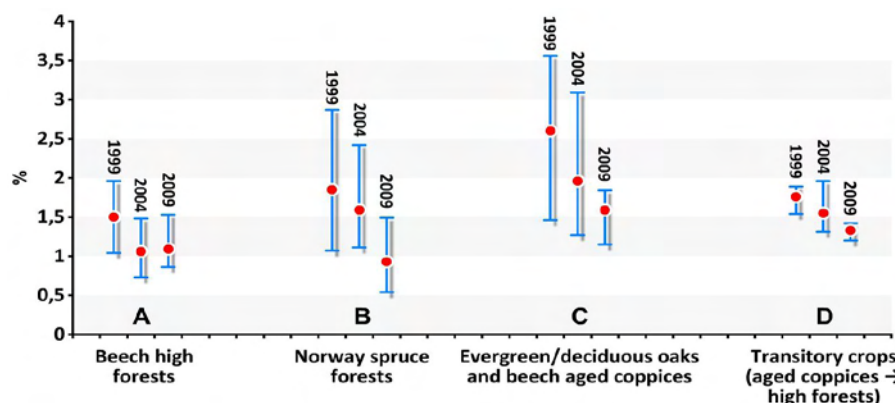 4
3,5
3
2,5
2
1,5
1
0,5
0
%
1999
2004
2009
A
1999
2004
2009
B
1999
2004
2009
C
1999
2004
2009
D
Beech high
forests
Norway spruce
forests
Evergreen/deciduous oaks
and beech aged coppices
Transitory crops
(aged coppices →
high forests)